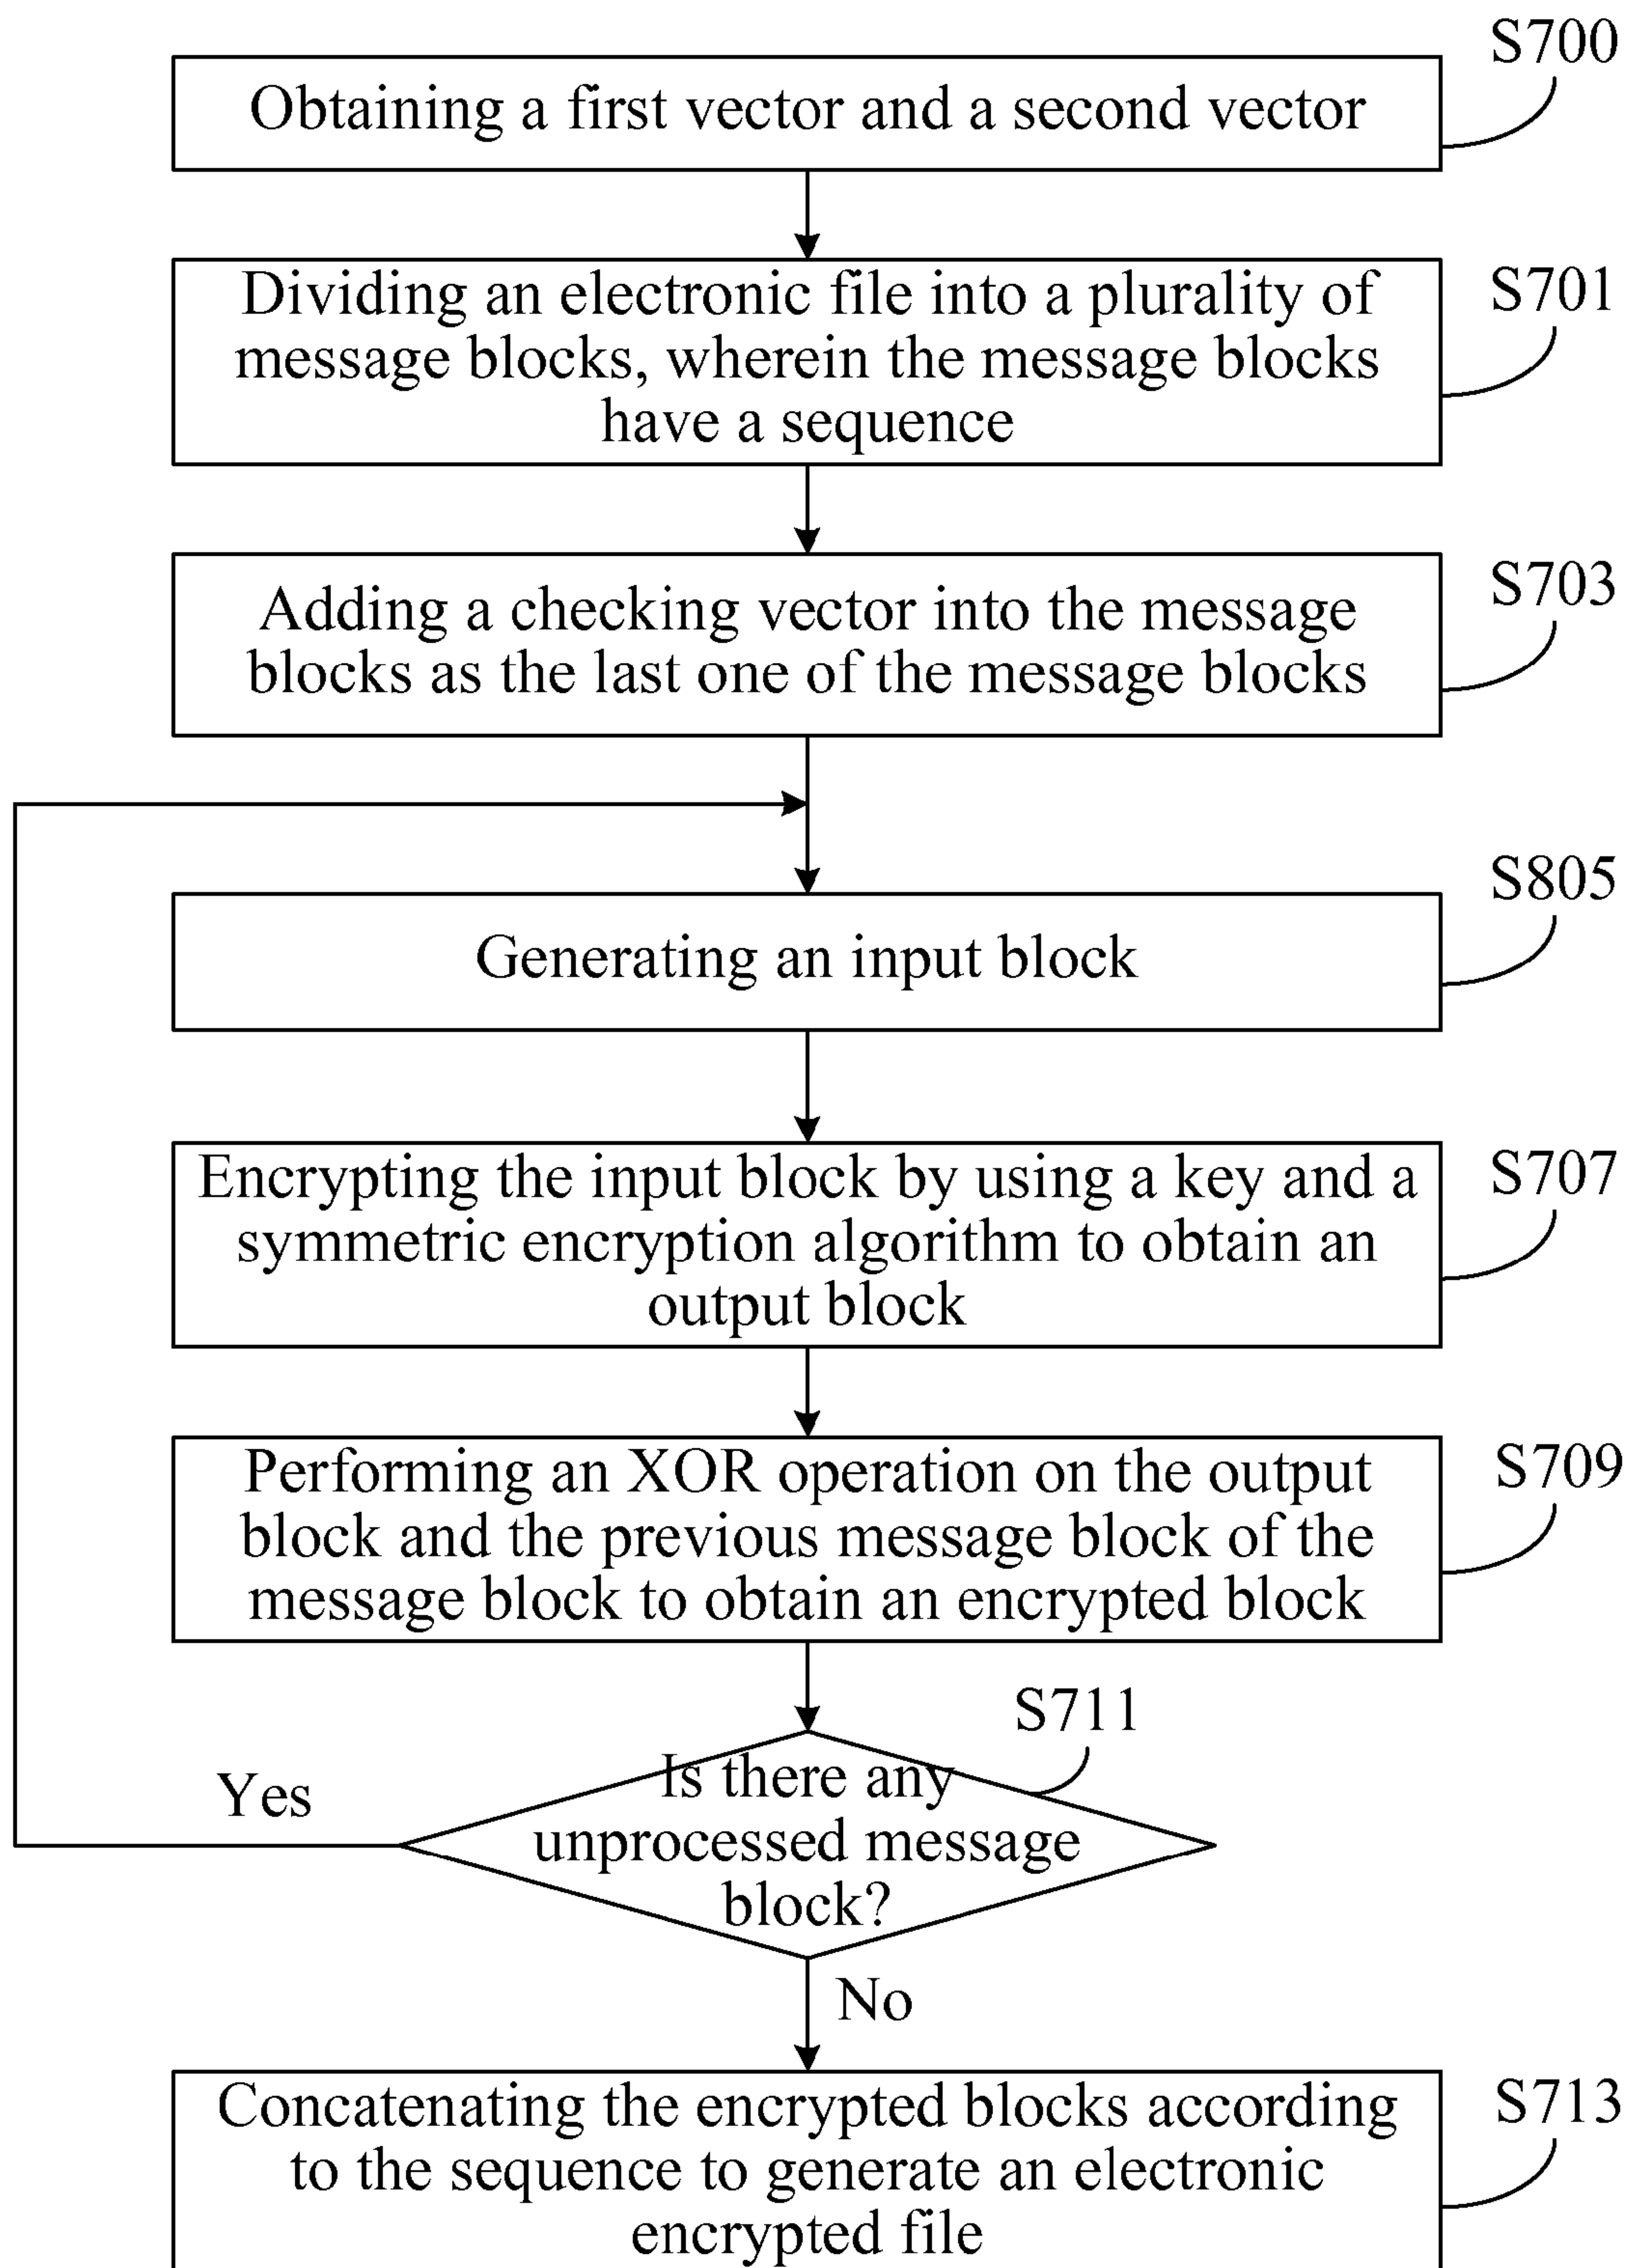 S700
Obtaining a first vector and a second vector
S701
Dividing an electronic file into a plurality of
message blocks, wherein the message blocks
have a sequence
S703
Adding a checking vector into the message
blocks as the last one of the message blocks
S805
Generating an input block
S707
Encrypting the input block by using a key and a
symmetric encryption algorithm to obtain an
output block
S709
Performing an XOR operation on the output
block and the previous message block of the
message block to obtain an encrypted block
S711
Is there any
unprocessed message
block?
Yes
No
S713
Concatenating the encrypted blocks according
to the sequence to generate an electronic
encrypted file